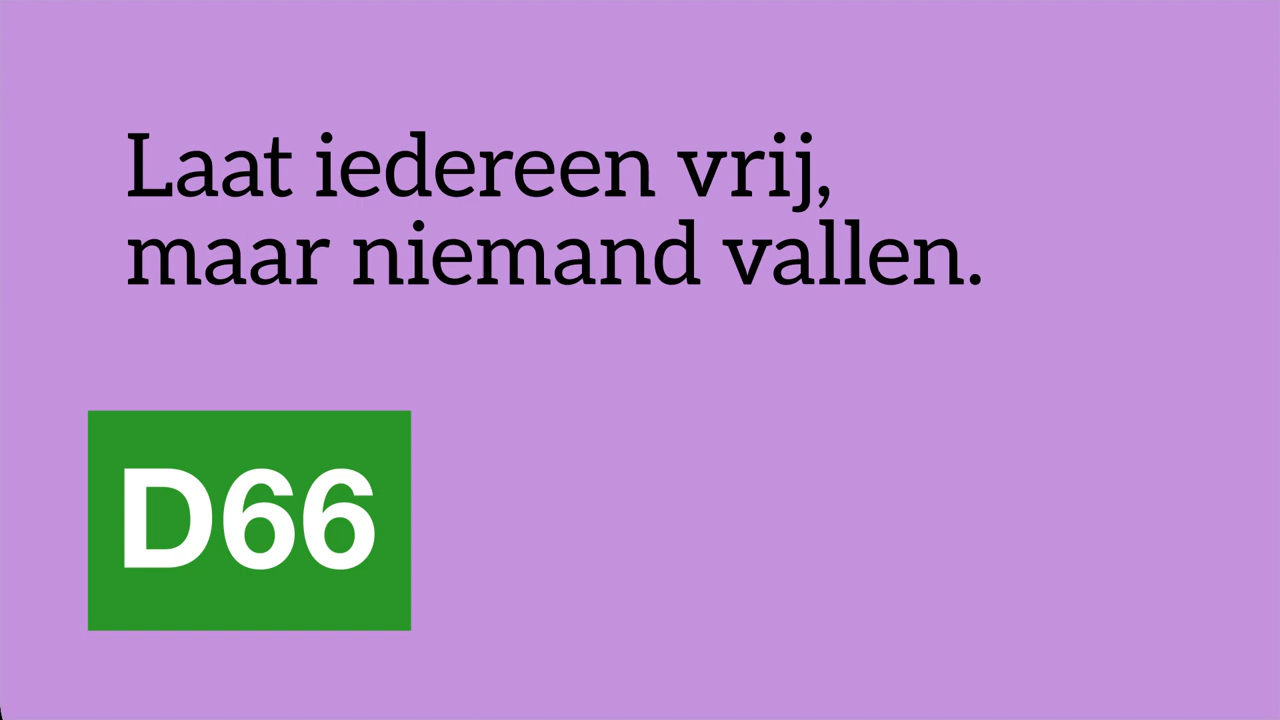 Laat iedereen vrij,
maar niemand vallen.
D66